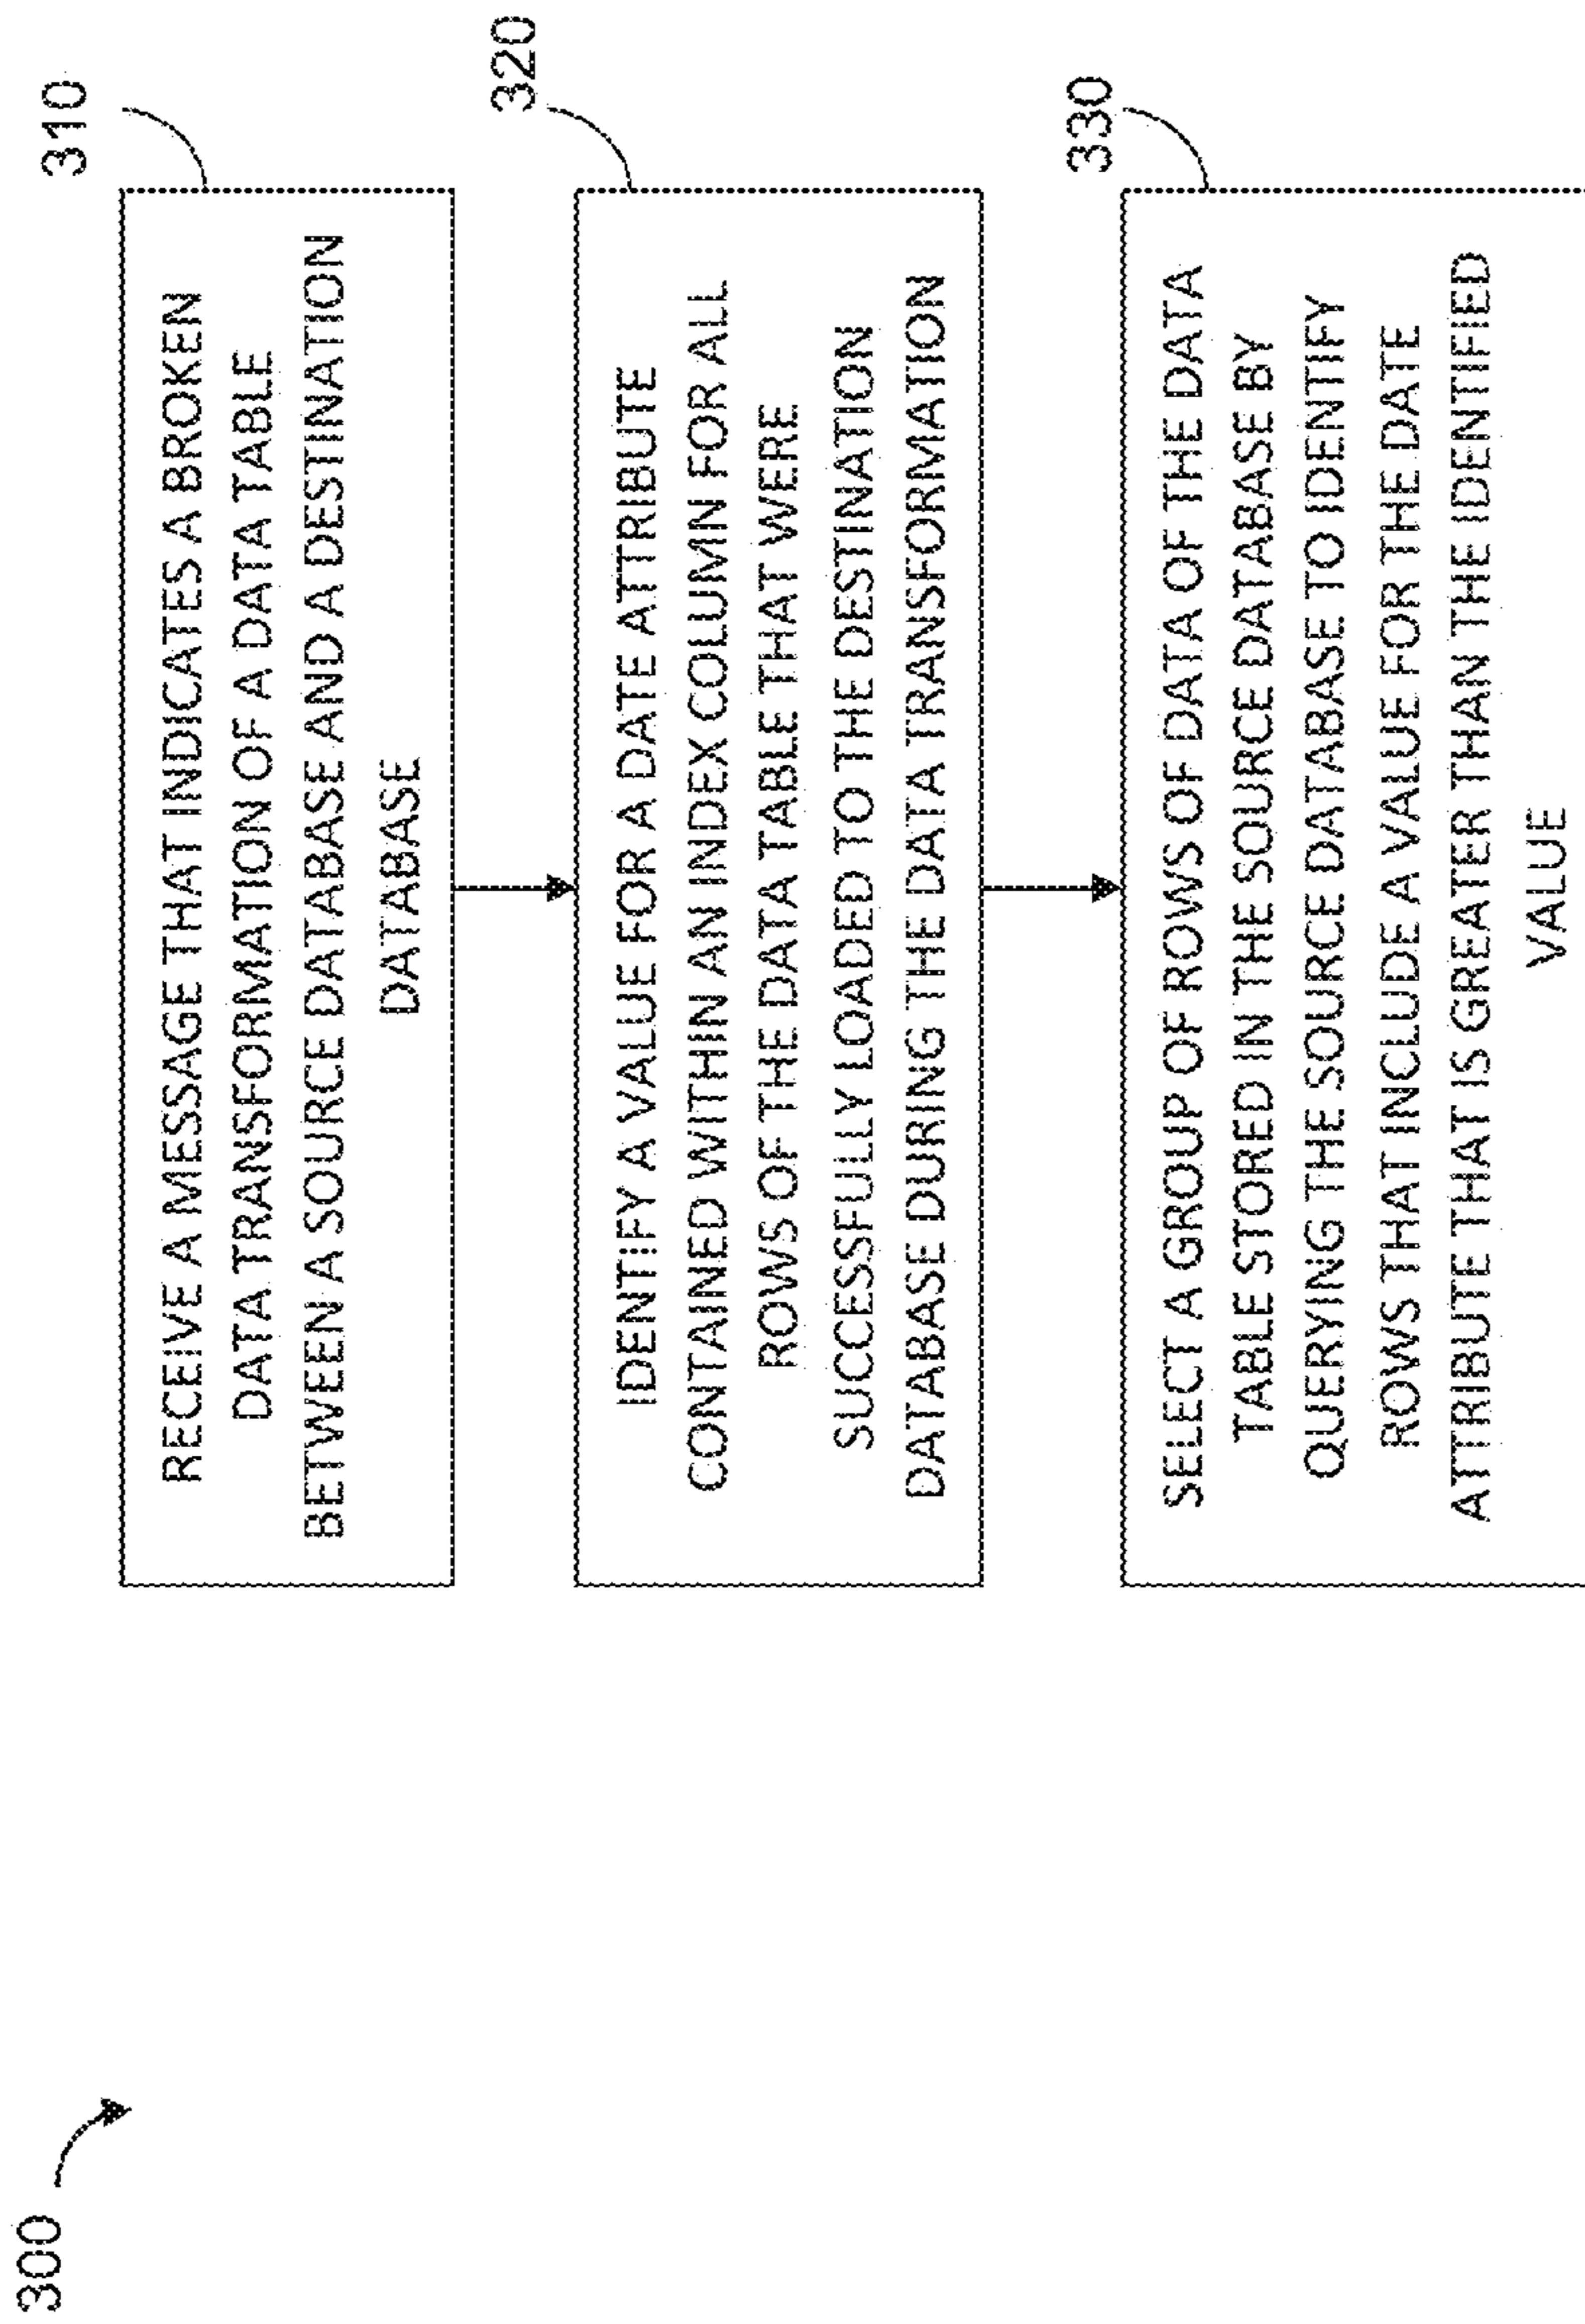 300
310
RECEIVE A MESSAGE THAT INDICATES A BROKEN
DATA TRANSFORMATION OF A DATA TABLE
BETWEEN A SOURCE DATABASE AND A DESTINATION
DATABASE
320
IDENTIFY A VALUE FOR A DATE ATTRIBUTE
CONTAINED WITHIN AN INDEX COLUMN FOR ALL
ROWS OF THE DATA TABLE THAT WERE
SUCCESSFULLY LOADED TO THE DESTINATION
DATABASE DURING THE DATA TRANSFORMATION
330
SELECT A GROUP OF ROWS OF DATA OF THE DATA
TABLE STORED IN THE SOURCE DATABASE BY
QUERYING THE SOURCE DATABASE TO IDENTIFY
ROWS THAT INCLUDE A VALUE FOR THE DATE
ATTRIBUTE THAT IS GREATER THAN THE IDENTIFIED
VALUE